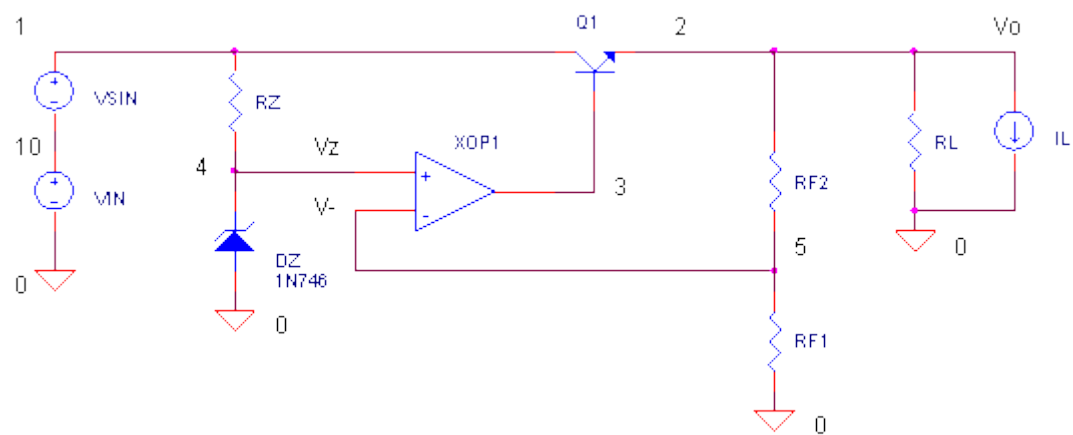 1
Q1
2
Vo
VSIN
RZ
10
Vz
XOP1
RL
IL
4
+
3
RF2
VIN
V-
-
5
0
DZ
1N746
0
0
RF1
0